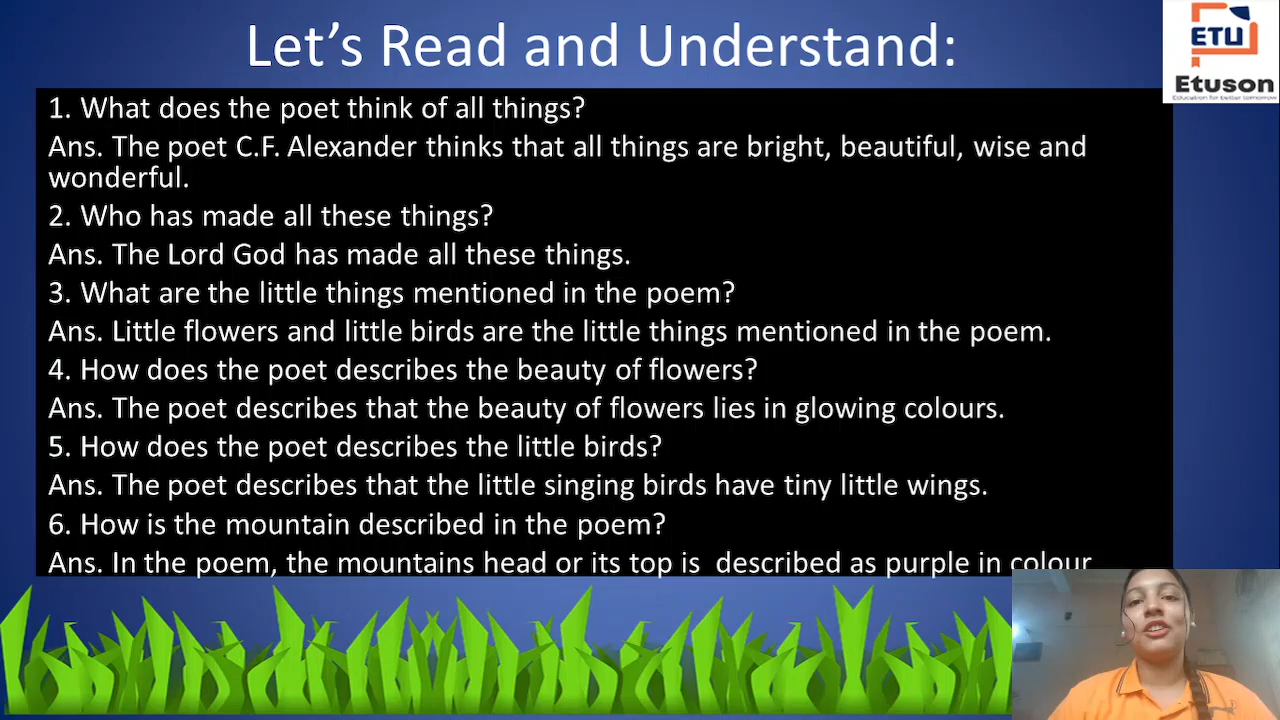 Let's Read and Understand:
ETU
Etuson
Education for better tomorrow
1. What does the poet think of all things?
Ans. The poet C.F. Alexander thinks that all things are bright, beautiful, wise and
wonderful.
2. Who has made all these things?
Ans. The Lord God has made all these things.
3. What are the little things mentioned in the poem?
Ans. Little flowers and little birds are the little things mentioned in the poem.
4. How does the poet describes the beauty of flowers?
Ans. The poet describes that the beauty of flowers lies in glowing colours.
5. How does the poet describes the little birds?
Ans. The poet describes that the little singing birds have tiny little wings.
6. How is the mountain described in the poem?
Ans. In the poem, the mountains head or its top is described as purple in colour